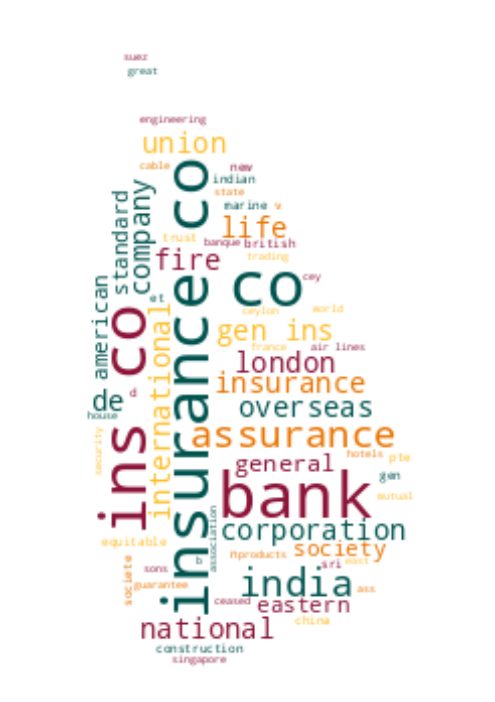 suez
great
engineering
union
cable
new
indian
state
marine
v
life
trust
banque
british
trading
fire
standard
company
insurance co
co
cey
et
american
international
ins co
ceylon
world
gen ins
france
air lines
london
insurance
de
d
house
overseas
assurance
security
general
hotels
pte
gen
bank
mutual
corporation
association
equitable
society
products
b
sri
east
sons
societe
guarantee
india
ass
ceased
eastern
china
national
construction
singapore